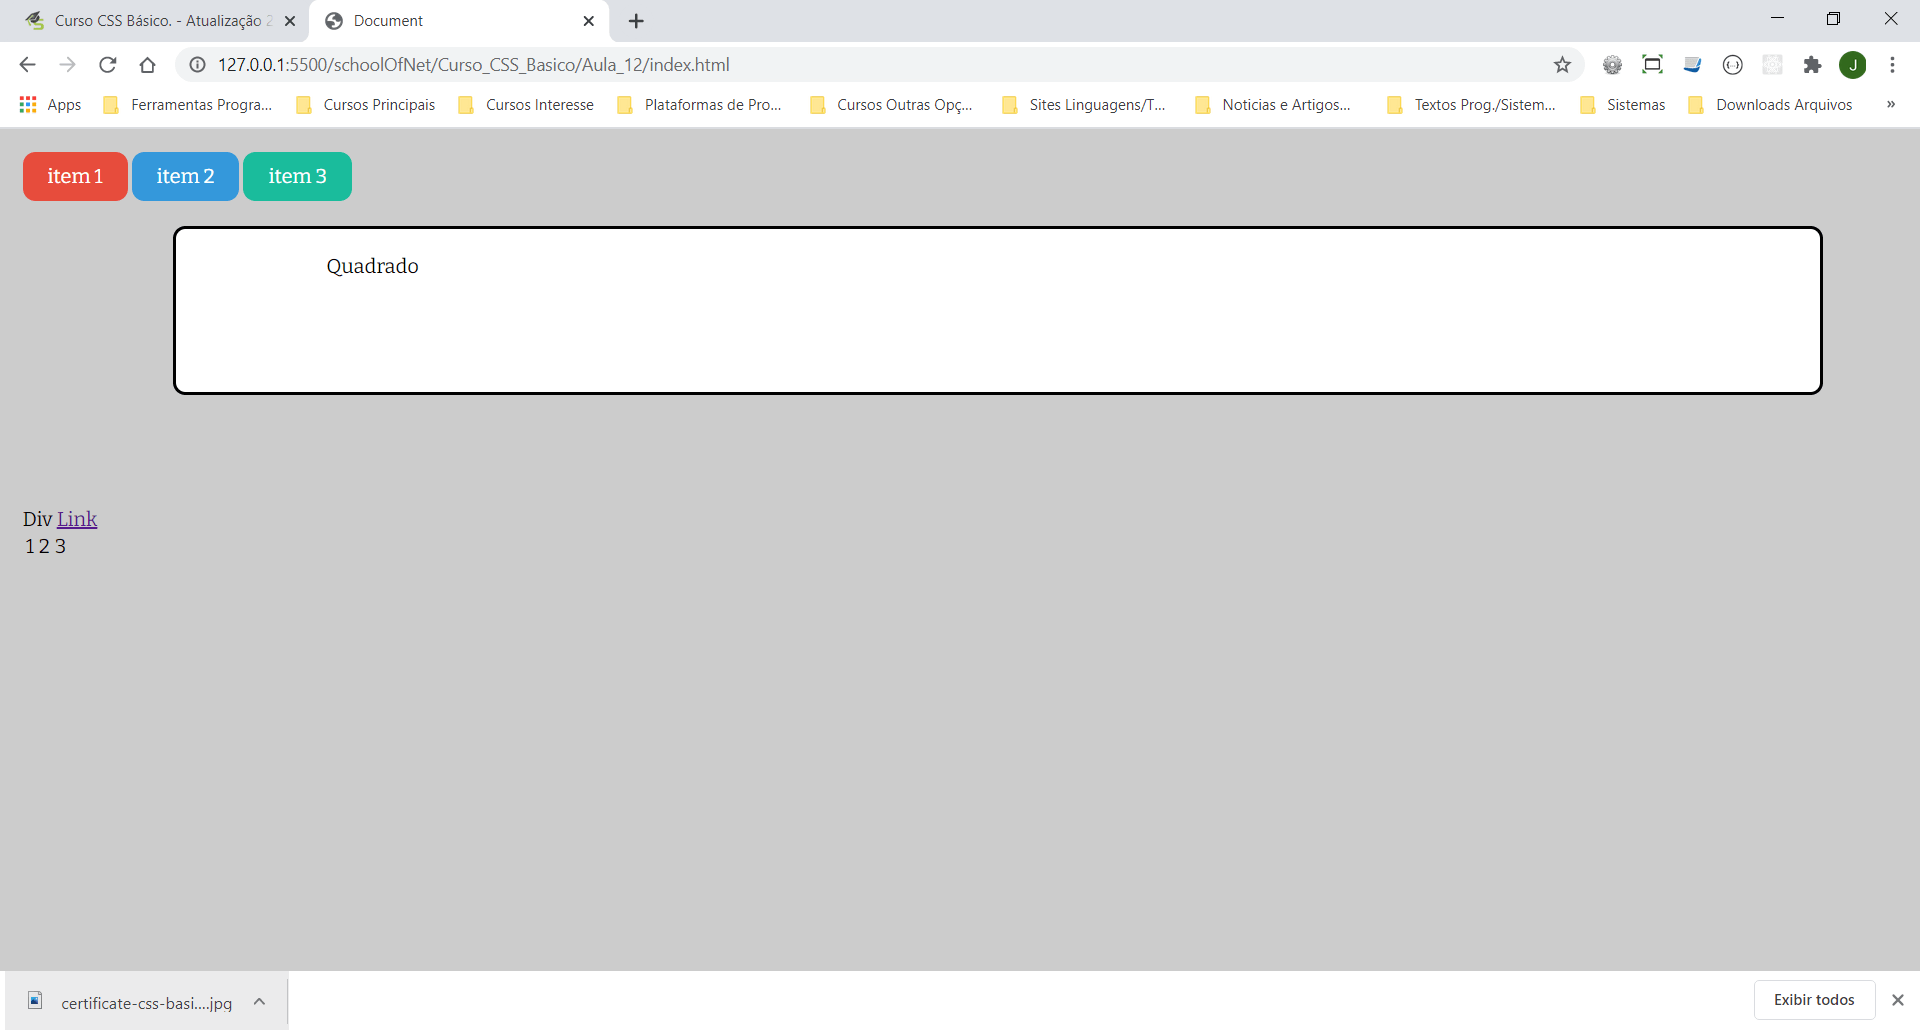 Curso CSS Básico. - Atualização 2
Document
127.0.0.1:5500/schoolOfNet/Curso_CSS_Basico/Aula_12/index.html
J
Apps Ferramentas Progra... Cursos Principais Cursos Interesse Plataformas de Pro... Cursos Outras Opç... Sites Linguagens/T... Noticias e Artigos... Textos Prog./Sistem... Sistemas Downloads Arquivos »
item 1 item 2 item 3
Quadrado
Div Link
1 2 3
certificate-css-basi....jpg
Exibir todos